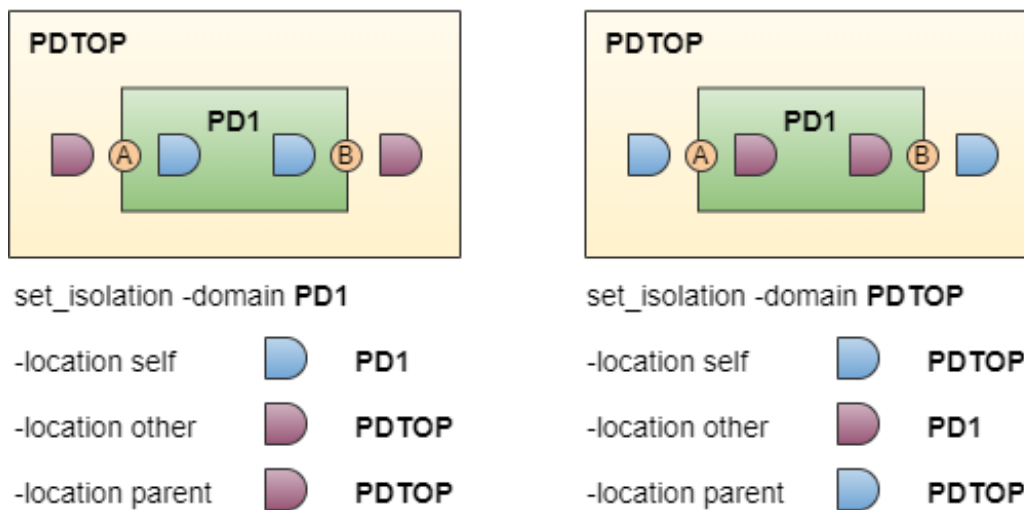 PDTOP
PD1
A
B
set_isolation -domain PD1
-location self PD1
-location other PDTOP
-location parent PDTOP
PDTOP
PD1
A
B
set_isolation -domain PDTOP
-location self PDTOP
-location other PD1
-location parent PDTOP